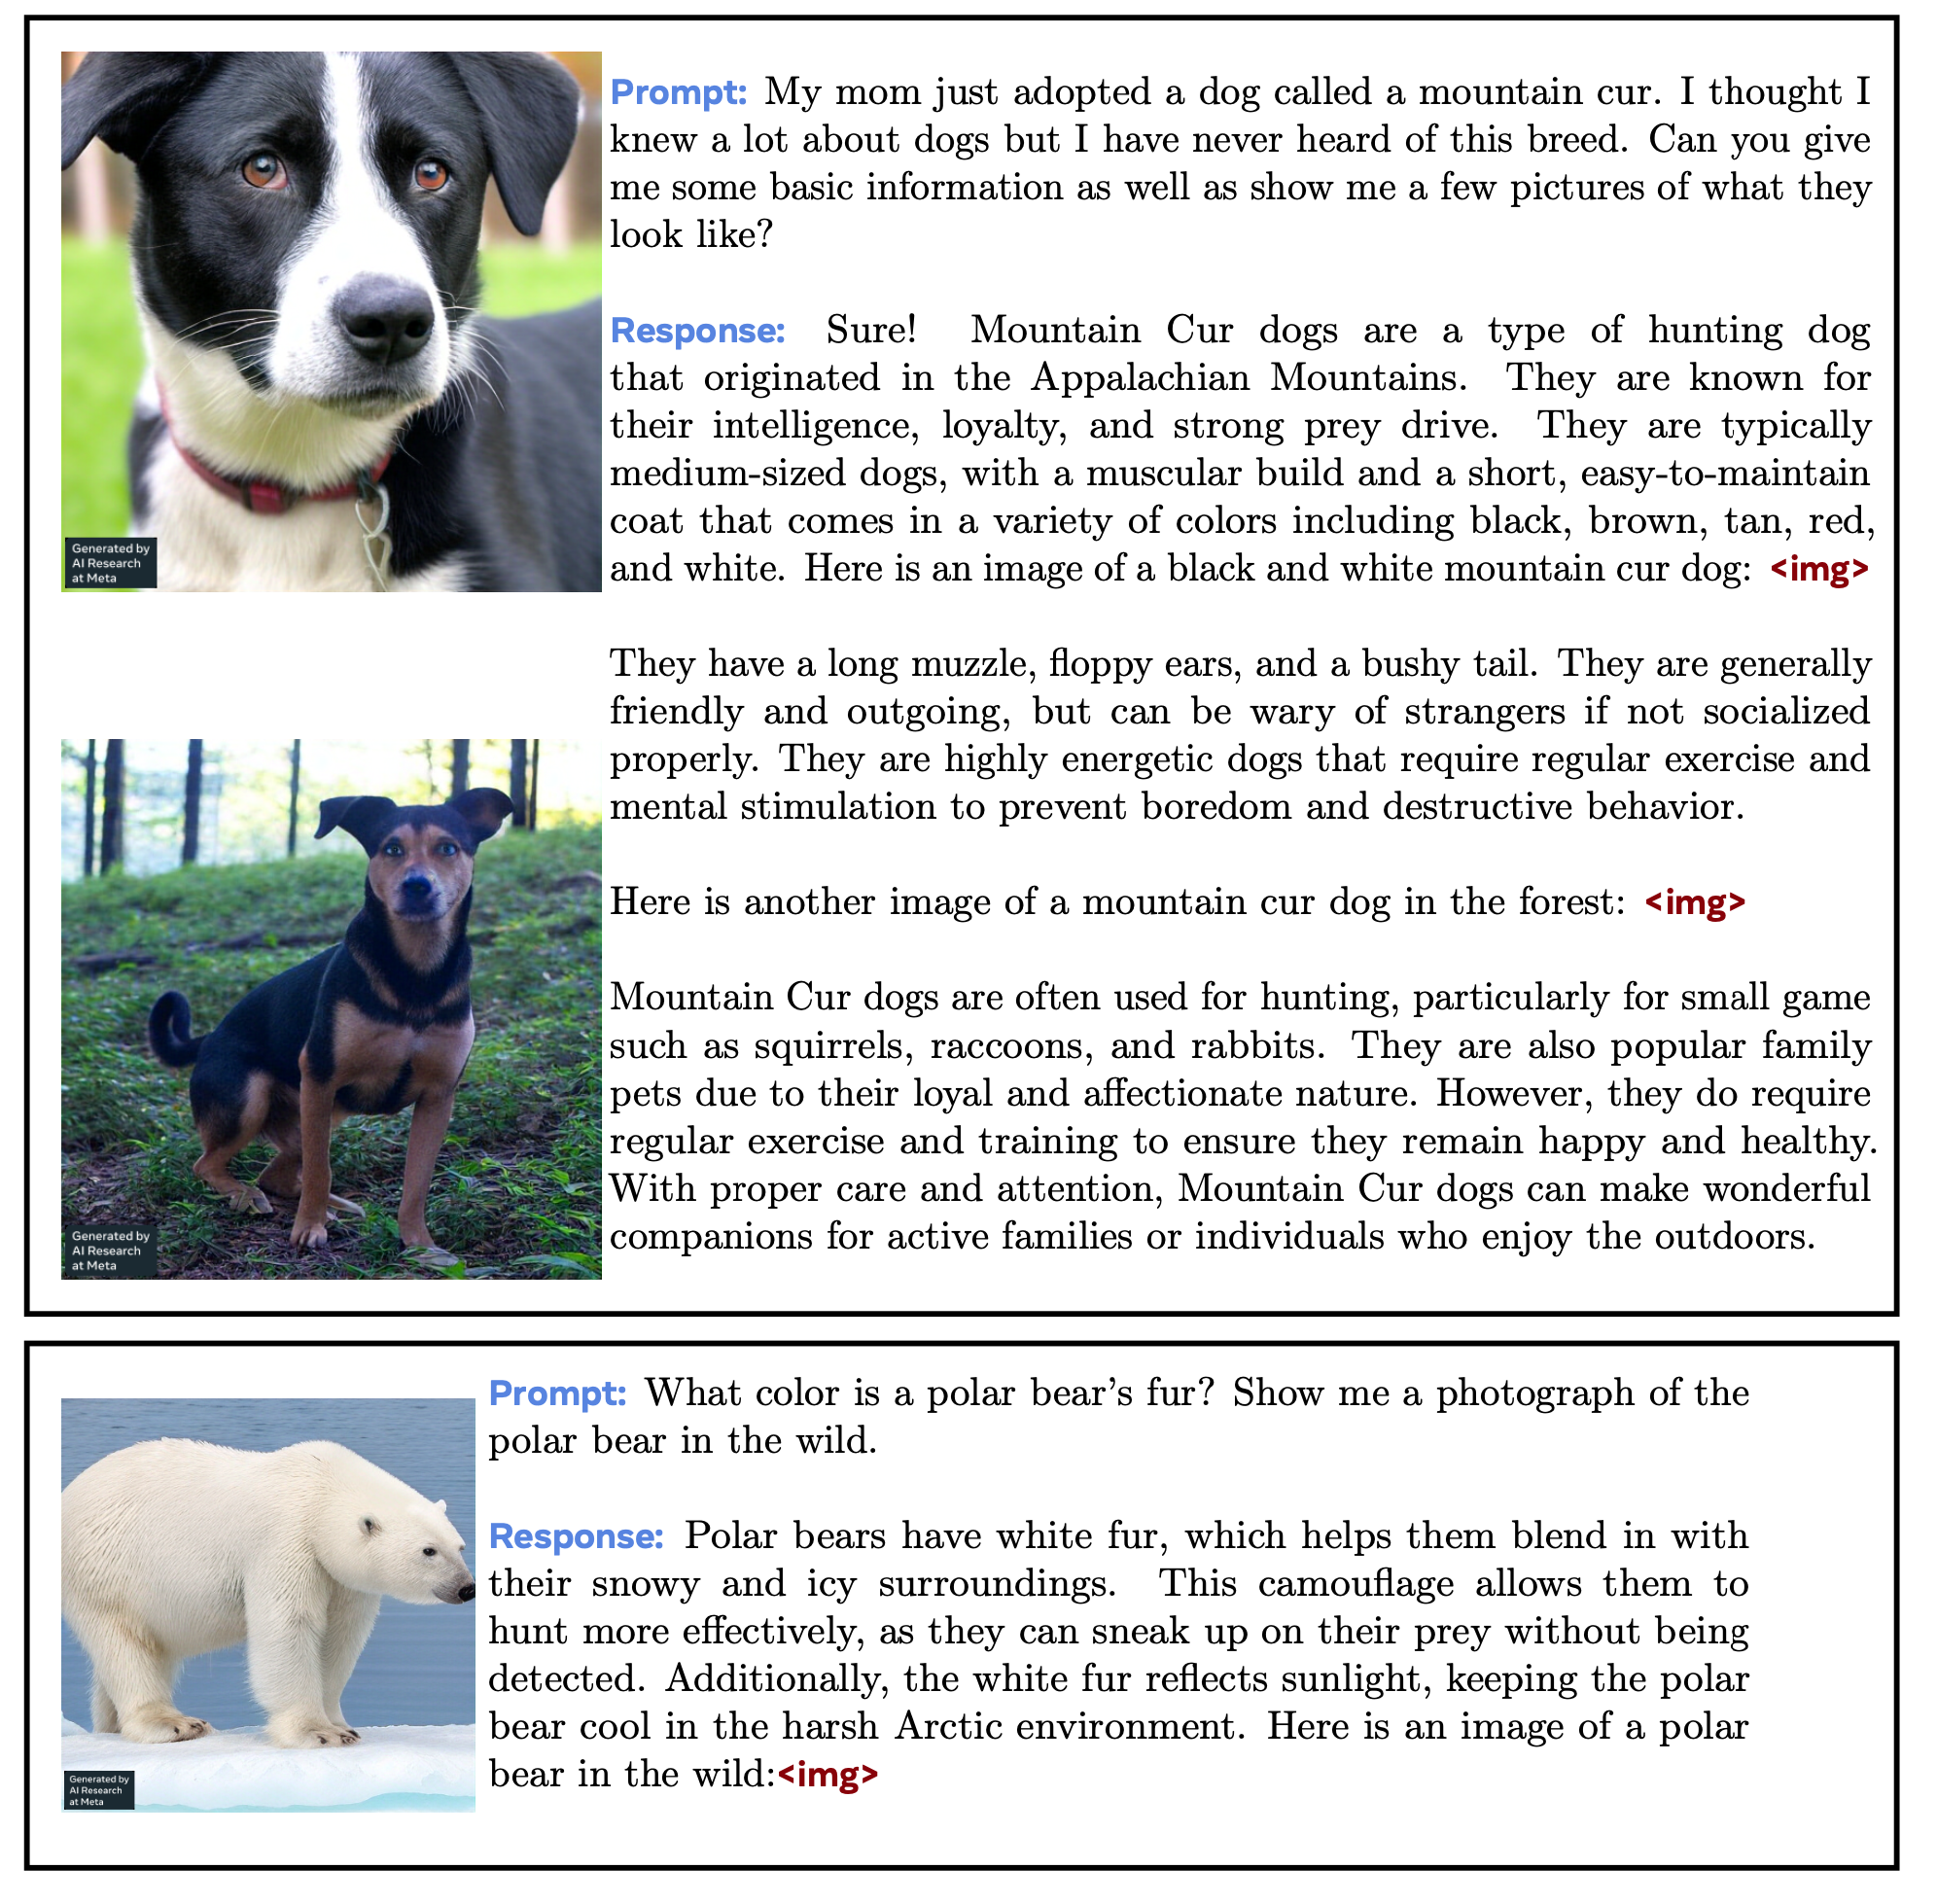 Prompt: My mom just adopted a dog called a mountain cur. I thought I
knew a lot about dogs but I have never heard of this breed. Can you give
me some basic information as well as show me a few pictures of what they
look like?
Response: Sure! Mountain Cur dogs are a type of hunting dog
that originated in the Appalachian Mountains. They are known for
their intelligence, loyalty, and strong prey drive. They are typically
medium-sized dogs, with a muscular build and a short, easy-to-maintain
coat that comes in a variety of colors including black, brown, tan, red,
and white. Here is an image of a black and white mountain cur dog: <img>
Generated by
AI Research
at Meta
They have a long muzzle, floppy ears, and a bushy tail. They are generally
friendly and outgoing, but can be wary of strangers if not socialized
properly. They are highly energetic dogs that require regular exercise and
mental stimulation to prevent boredom and destructive behavior.
Here is another image of a mountain cur dog in the forest: <img>
Mountain Cur dogs are often used for hunting, particularly for small game
such as squirrels, raccoons, and rabbits. They are also popular family
pets due to their loyal and affectionate nature. However, they do require
regular exercise and training to ensure they remain happy and healthy.
With proper care and attention, Mountain Cur dogs can make wonderful
companions for active families or individuals who enjoy the outdoors.
Generated by
AI Research
at Meta
Prompt: What color is a polar bear's fur? Show me a photograph of the
polar bear in the wild.
Response: Polar bears have white fur, which helps them blend in with
their snowy and icy surroundings. This camouflage allows them to
hunt more effectively, as they can sneak up on their prey without being
detected. Additionally, the white fur reflects sunlight, keeping the polar
bear cool in the harsh Arctic environment. Here is an image of a polar
bear in the wild:<img>
Generated by
AI Research
at Meta